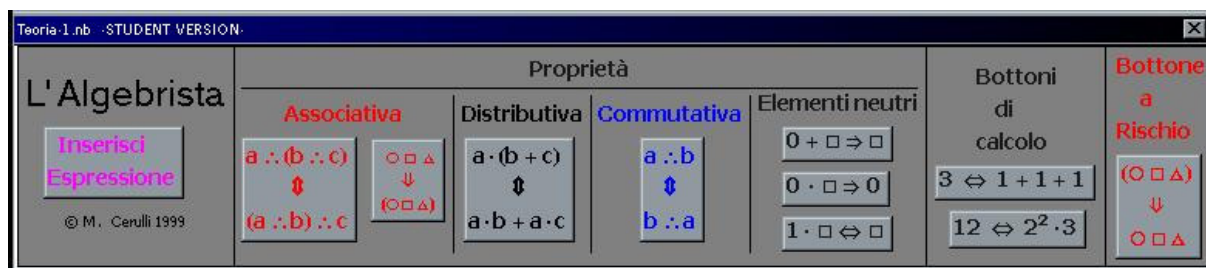 Teoria-1.nb -STUDENT VERSION-
L'Algebrista
Inserisci
Espressione
© M. Cerulli 1999
Proprietà
Associativa
a ∴ (b ∴ c)
⇕
(a ∴ b) ∴ c
○ □ △
⇓
(○ □ △)
Distributiva
a · (b + c)
⇕
a · b + a · c
Commutativa
a ∴ b
⇕
b ∴ a
Elementi neutri
0 + □ ⇒ □
0 · □ ⇒ 0
1 · □ ⇔ □
Bottoni
di
calcolo
3 ⇔ 1 + 1 + 1
12 ⇔ 2² · 3
Bottone
a
Rischio
(○ □ △)
⇓
○ □ △